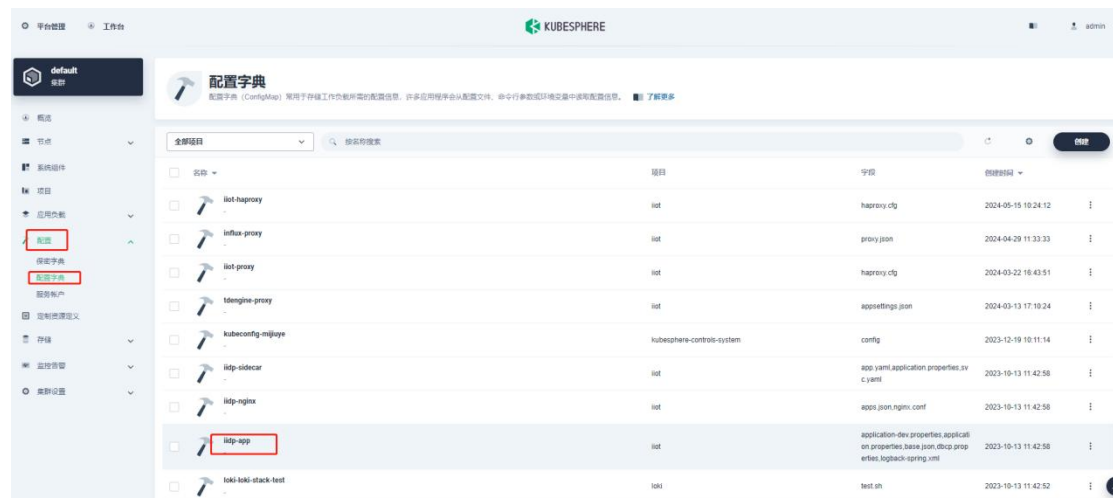 平台管理 工作台 KUBESPHERE admin
default
集群
概览
节点
系统组件
项目
应用负载
配置
保密字典
配置字典
服务帐户
定制资源定义
存储
监控告警
集群设置
配置字典
配置字典（ConfigMap）常用于存储工作负载所需的配置信息，许多应用程序会从配置文件、命令行参数或环境变量中读取配置信息。 了解更多
全部项目 按名称搜索 创建
名称 项目 字段 创建时间
iiot-haproxy iiot haproxy.cfg 2024-05-15 10:24:12
-
influx-proxy iiot proxy.json 2024-04-29 11:33:33
-
iiot-proxy iiot haproxy.cfg 2024-03-22 16:43:51
-
tdengine-proxy iiot appsettings.json 2024-03-13 17:10:24
-
kubeconfig-mijiuye kubesphere-controls-system config 2023-12-19 10:11:14
-
iidp-sidecar iiot app.yaml,application.properties,sv
c.yaml 2023-10-13 11:42:58
-
iidp-nginx iiot apps.json,nginx.conf 2023-10-13 11:42:58
-
iidp-app iiot application-dev.properties,applicati
on.properties,base.json,dbcp.prop
erties,logback-spring.xml 2023-10-13 11:42:58
-
loki-loki-stack-test loki test.sh 2023-10-13 11:42:52
-